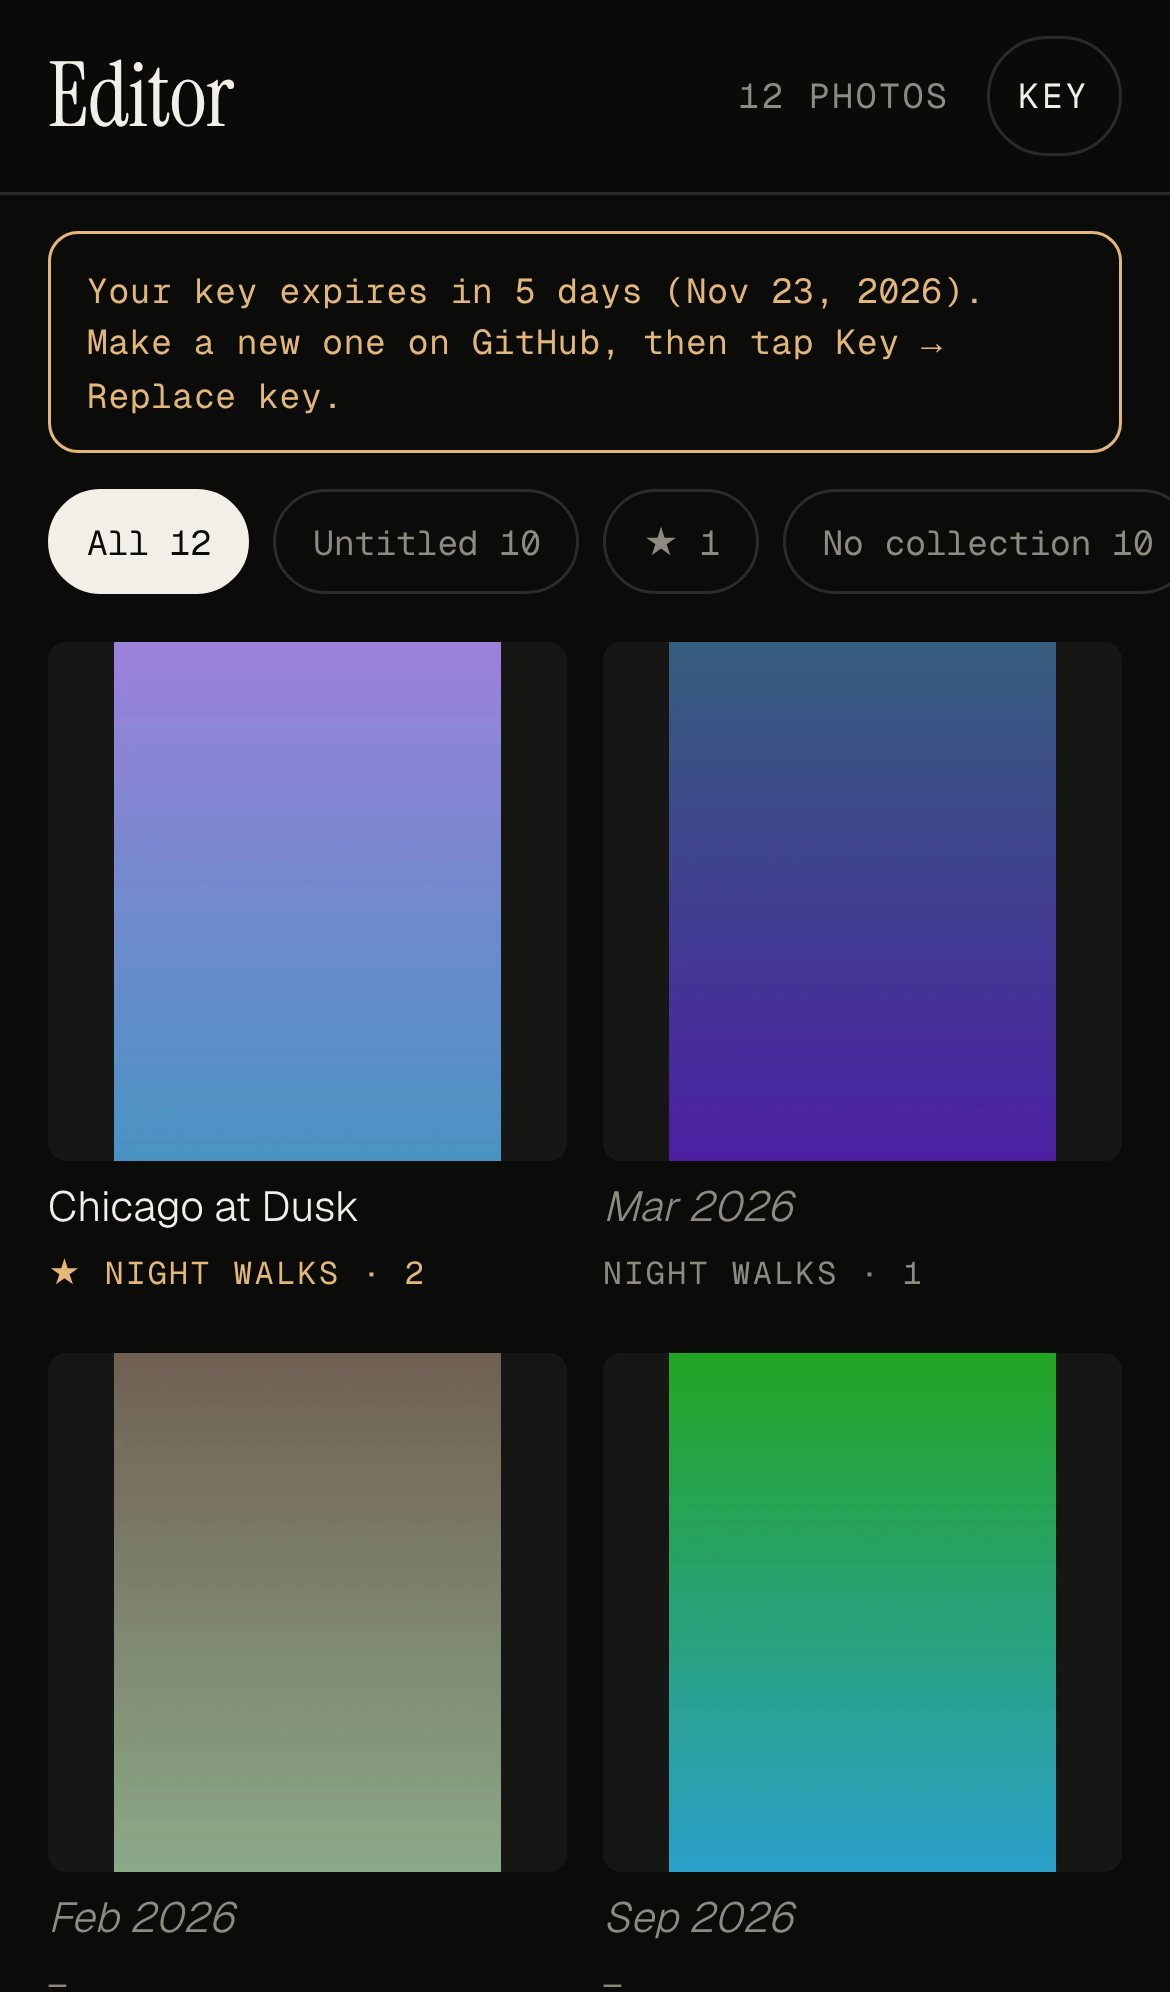 Editor
12 PHOTOS
KEY
Your key expires in 5 days (Nov 23, 2026).
Make a new one on GitHub, then tap Key →
Replace key.
All 12
Untitled 10
★ 1
No collection 10
Chicago at Dusk
Mar 2026
★ NIGHT WALKS · 2
NIGHT WALKS · 1
Feb 2026
Sep 2026
—
—